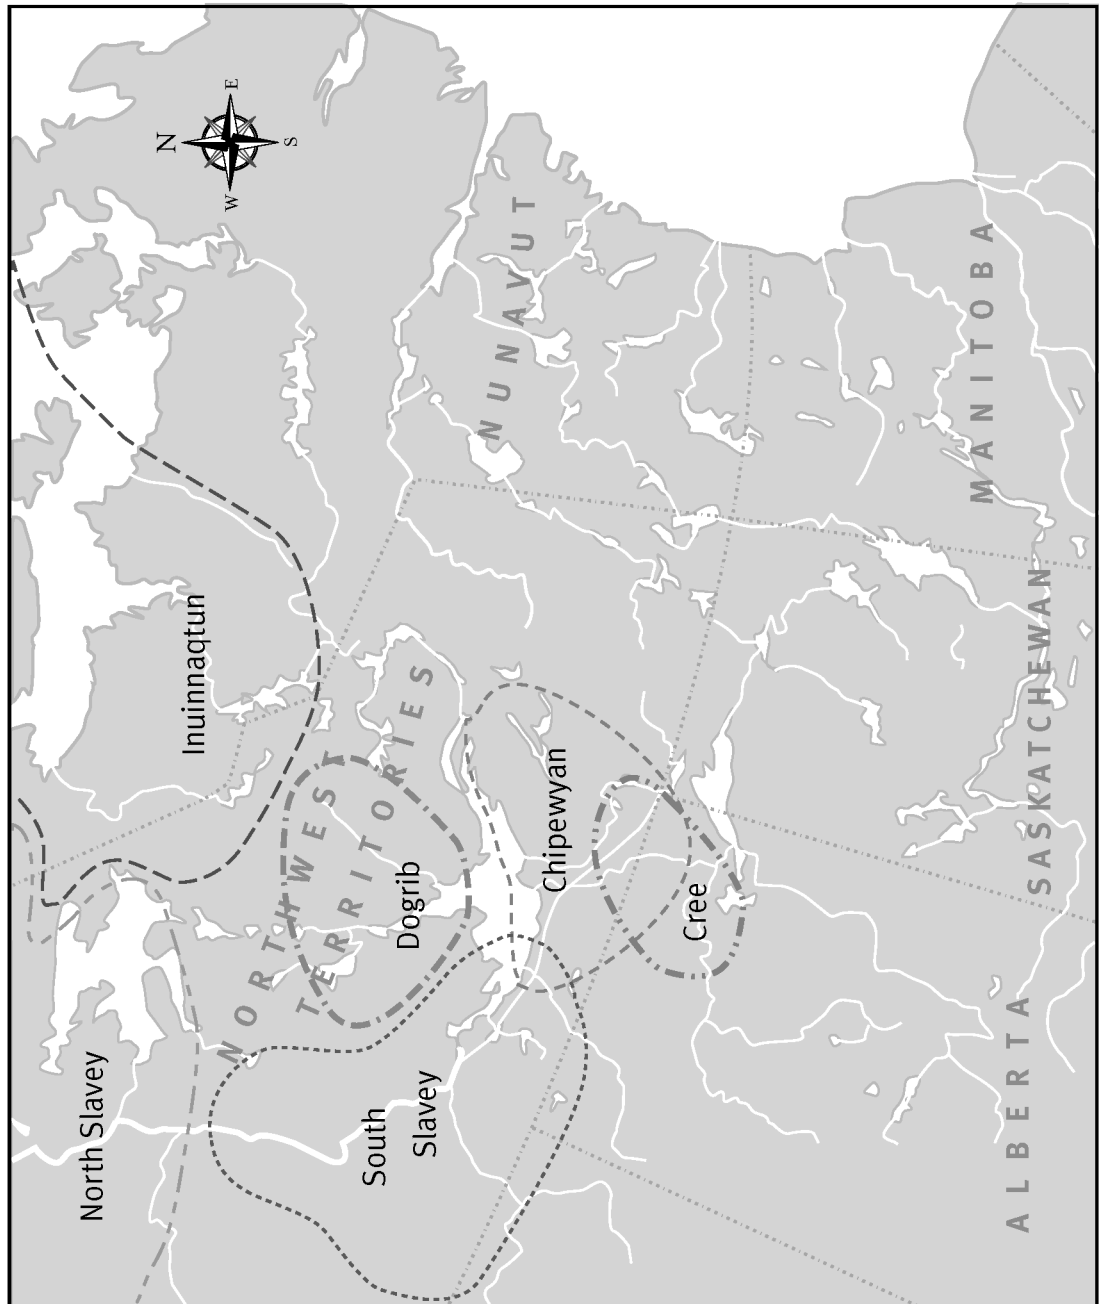 N
E
S
W
NUNAVUT
MANITOBA
Inuinnaqtun
NORTHWEST
TERRITORIES
SASKATCHEWAN
Chipewyan
Dogrib
Cree
North Slavey
South
Slavey
ALBERTA